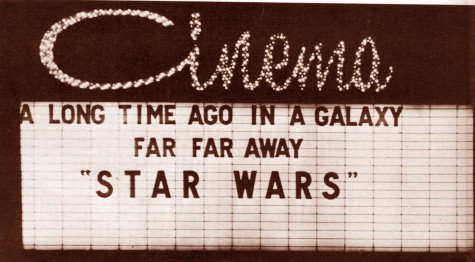 Cinema
A LONG TIME AGO IN A GALAXY
FAR FAR AWAY
"STAR WARS"